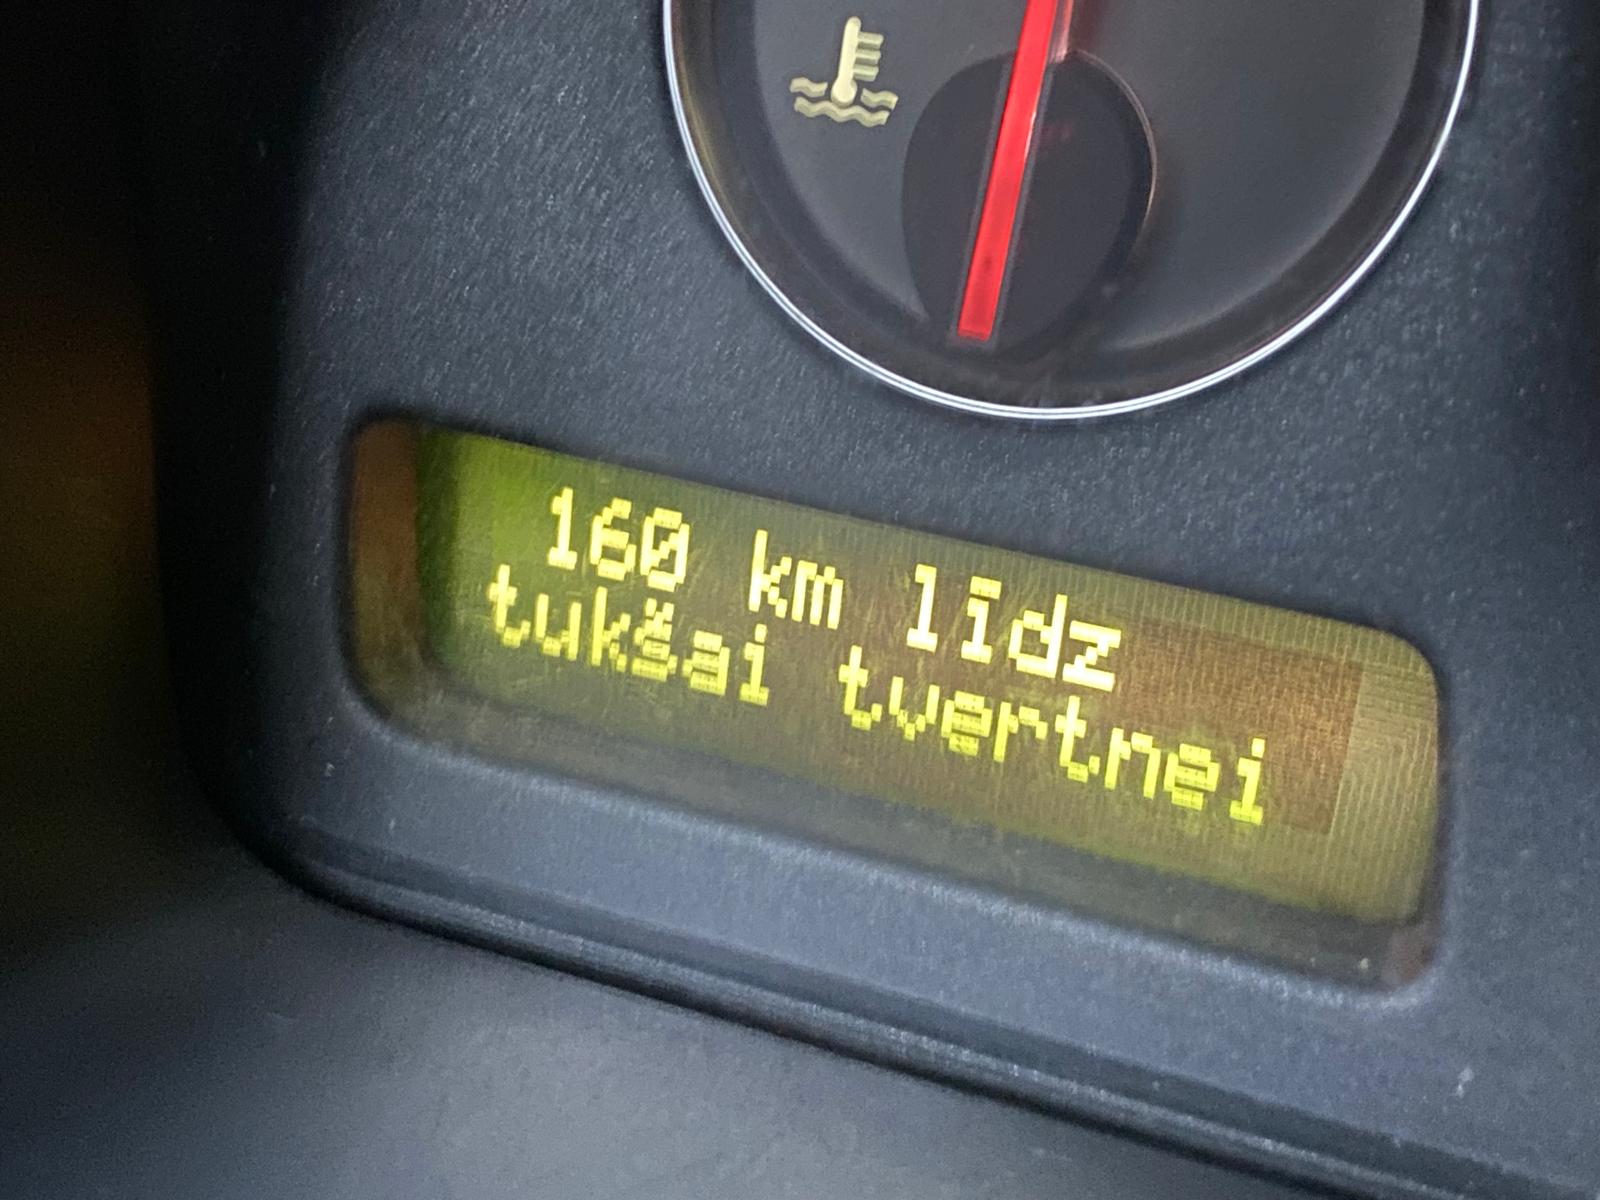 160 km līdz
tukšai tvertnei